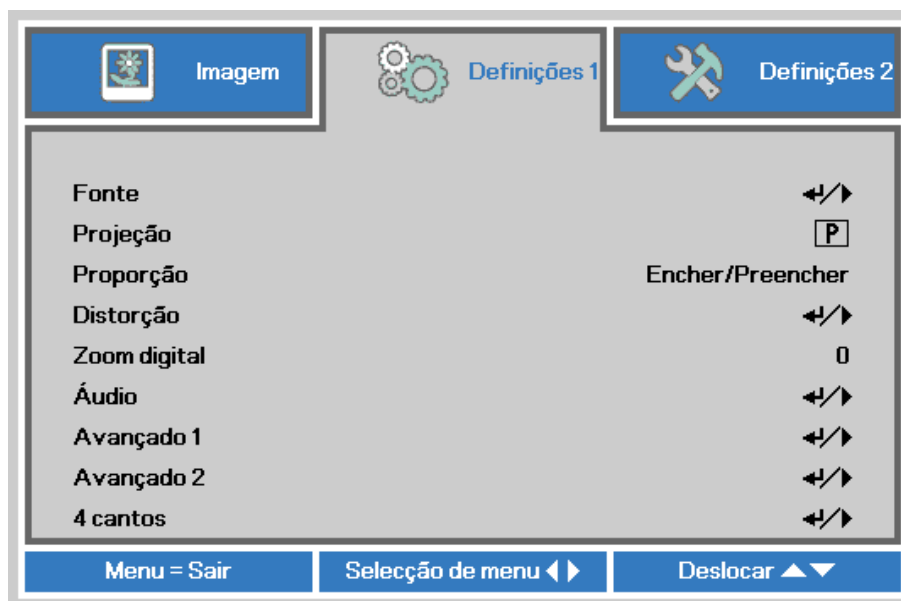 Imagem
Definições 1
Definições 2
Fonte ↵/▶
Projeção P
Proporção Encher/Preencher
Distorção ↵/▶
Zoom digital 0
Áudio ↵/▶
Avançado 1 ↵/▶
Avançado 2 ↵/▶
4 cantos ↵/▶
Menu = Sair
Selecção de menu ◀ ▶
Deslocar ▲▼